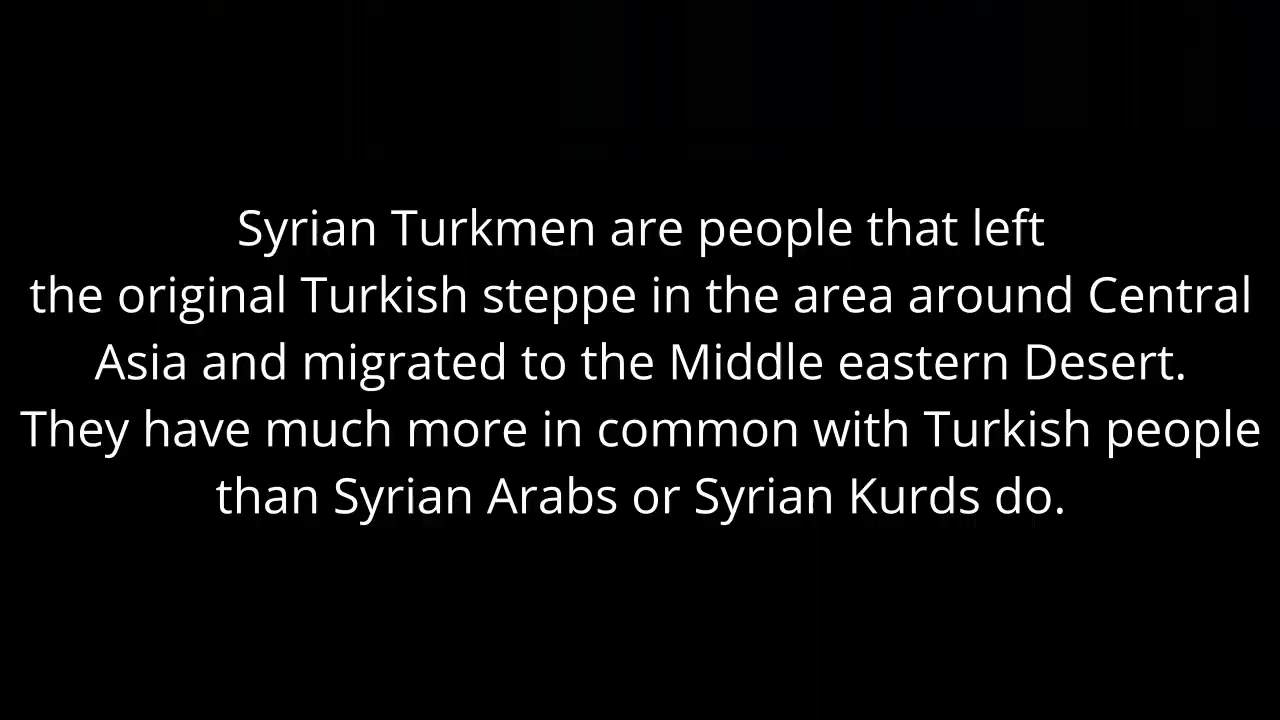 Syrian Turkmen are people that left
the original Turkish steppe in the area around Central
Asia and migrated to the Middle eastern Desert.
They have much more in common with Turkish people
than Syrian Arabs or Syrian Kurds do.